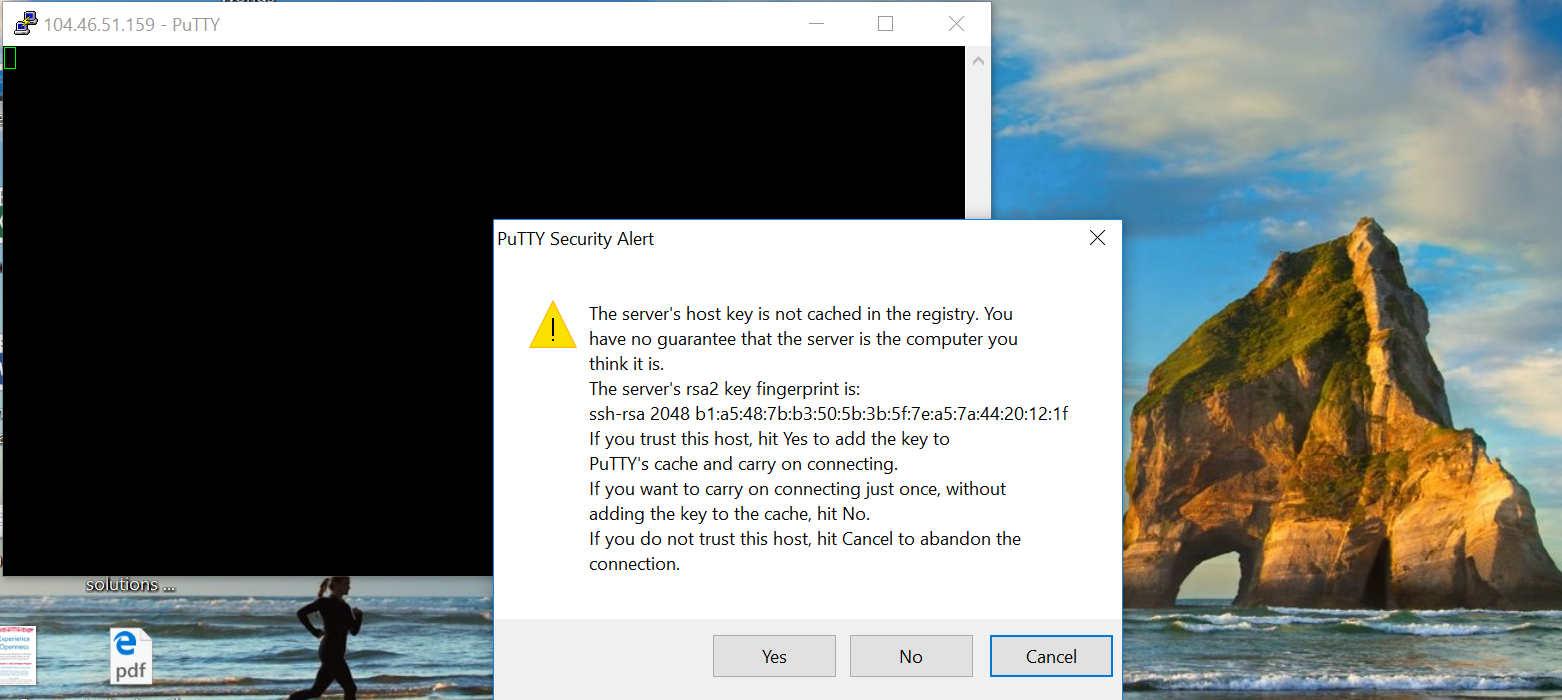 104.46.51.159 - PuTTY
PuTTY Security Alert
The server's host key is not cached in the registry. You
have no guarantee that the server is the computer you
think it is.
The server's rsa2 key fingerprint is:
ssh-rsa 2048 b1:a5:48:7b:b3:50:5b:3b:5f:7e:a5:7a:44:20:12:1f
If you trust this host, hit Yes to add the key to
PuTTY's cache and carry on connecting.
If you want to carry on connecting just once, without
adding the key to the cache, hit No.
If you do not trust this host, hit Cancel to abandon the
connection.
Yes No Cancel
solutions ...
Experience
Openness
pdf